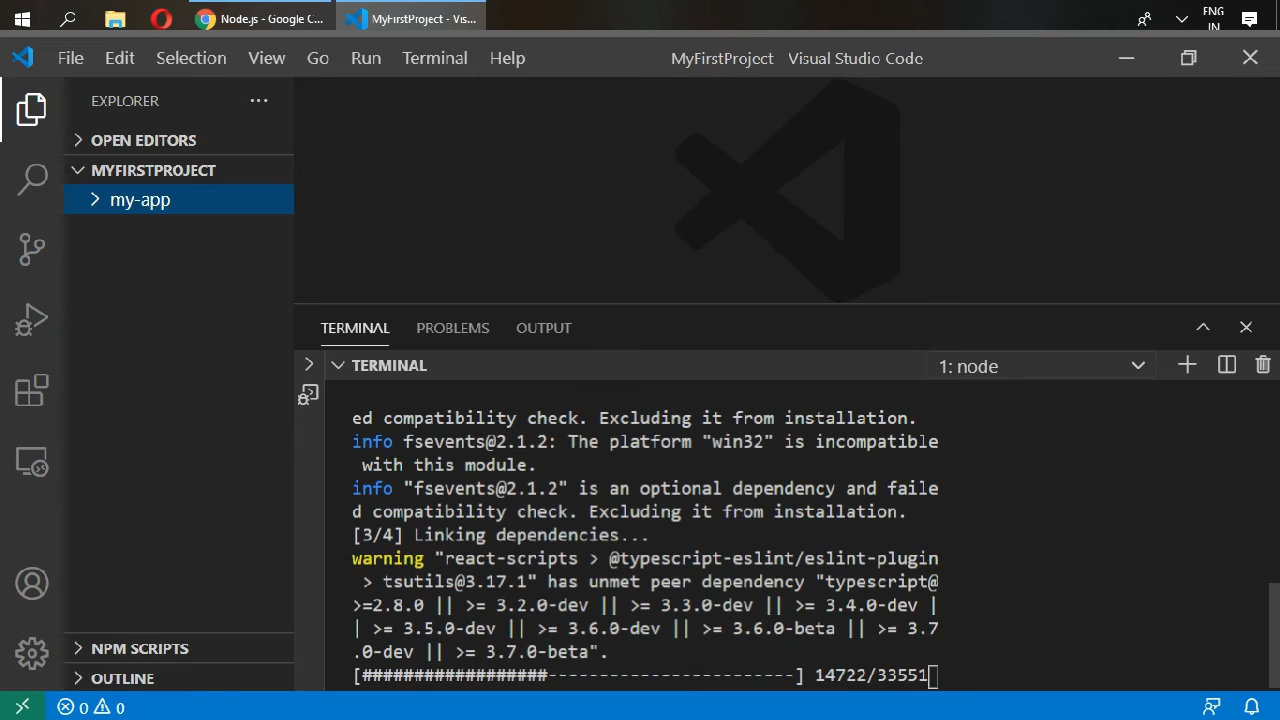 Node.js - Google C...
MyFirstProject - Vis...
ENG
IN
File Edit Selection View Go Run Terminal Help
MyFirstProject Visual Studio Code
EXPLORER
OPEN EDITORS
MYFIRSTPROJECT
my-app
NPM SCRIPTS
OUTLINE
TERMINAL PROBLEMS OUTPUT
TERMINAL
1: node
ed compatibility check. Excluding it from installation.
info fsevents@2.1.2: The platform "win32" is incompatible
with this module.
info "fsevents@2.1.2" is an optional dependency and faile
d compatibility check. Excluding it from installation.
[3/4] Linking dependencies...
warning "react-scripts > @typescript-eslint/eslint-plugin
> tsutils@3.17.1" has unmet peer dependency "typescript@
>=2.8.0 || >= 3.2.0-dev || >= 3.3.0-dev || >= 3.4.0-dev |
| >= 3.5.0-dev || >= 3.6.0-dev || >= 3.6.0-beta || >= 3.7
.0-dev || >= 3.7.0-beta".
[##################------------------------] 14722/33551
0 0